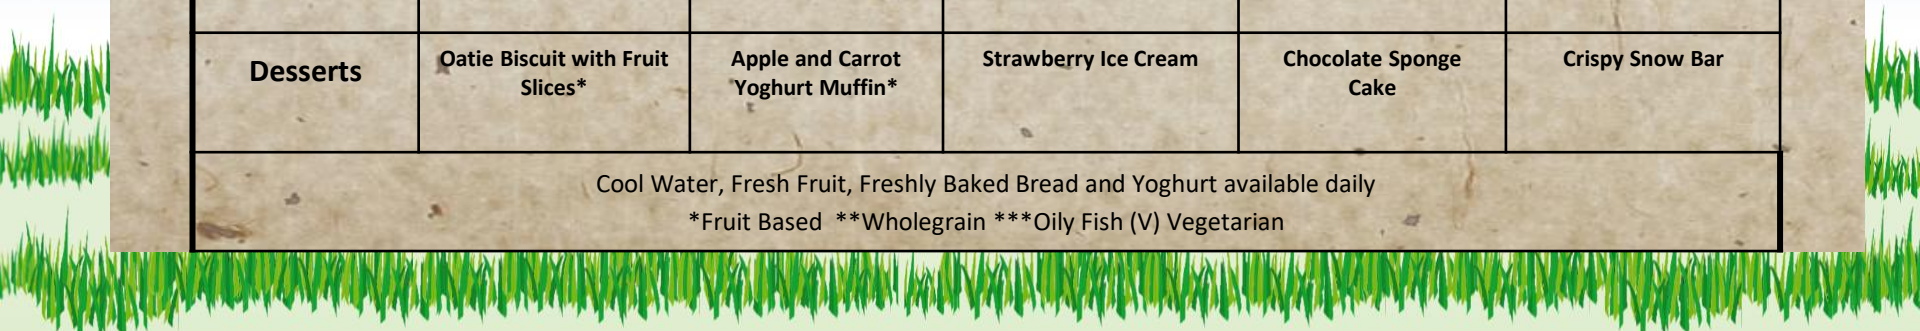 Desserts
Oatie Biscuit with Fruit
Slices*
Apple and Carrot
Yoghurt Muffin*
Strawberry Ice Cream
Chocolate Sponge
Cake
Crispy Snow Bar
Cool Water, Fresh Fruit, Freshly Baked Bread and Yoghurt available daily
*Fruit Based  **Wholegrain ***Oily Fish (V) Vegetarian